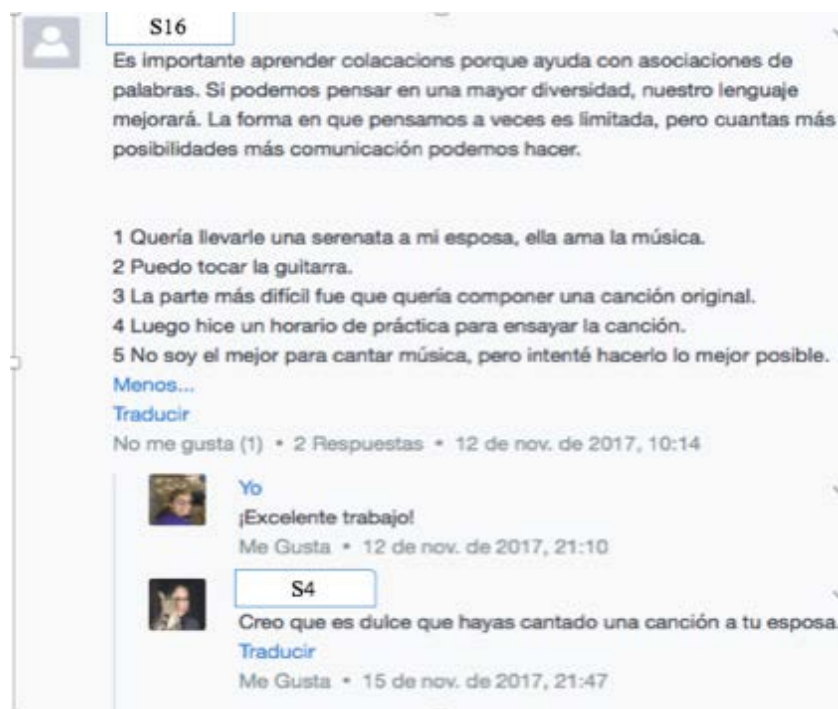 S16
Es importante aprender colacacions porque ayuda con asociaciones de
palabras. Si podemos pensar en una mayor diversidad, nuestro lenguaje
mejorará. La forma en que pensamos a veces es limitada, pero cuantas más
posibilidades más comunicación podemos hacer.
1 Quería llevarle una serenata a mi esposa, ella ama la música.
2 Puedo tocar la guitarra.
3 La parte más difícil fue que quería componer una canción original.
4 Luego hice un horario de práctica para ensayar la canción.
5 No soy el mejor para cantar música, pero intenté hacerlo lo mejor posible.
Menos...
Traducir
No me gusta (1) • 2 Respuestas • 12 de nov. de 2017, 10:14
Yo
¡Excelente trabajo!
Me Gusta • 12 de nov. de 2017, 21:10
S4
Creo que es dulce que hayas cantado una canción a tu esposa.
Traducir
Me Gusta • 15 de nov. de 2017, 21:47